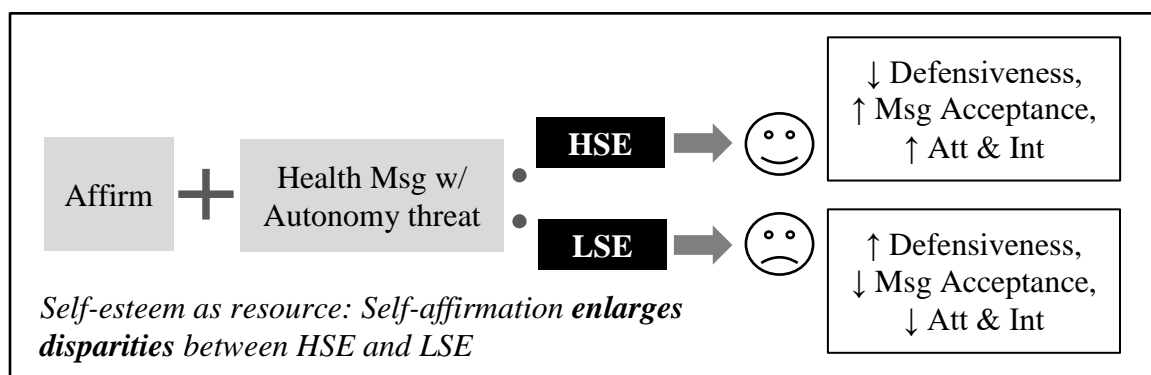 Affirm
+
Health Msg w/
Autonomy threat
HSE
LSE
↓ Defensiveness,
↑ Msg Acceptance,
↑ Att & Int
↑ Defensiveness,
↓ Msg Acceptance,
↓ Att & Int
Self-esteem as resource: Self-affirmation enlarges
disparities between HSE and LSE